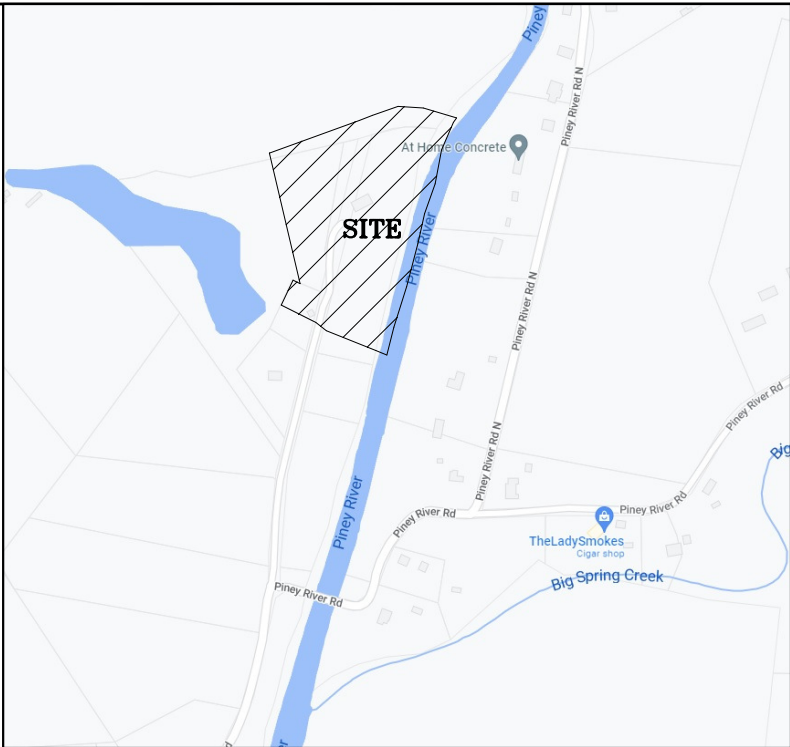 Piney
Piney River Rd N
At Home Concrete
SITE
Piney River
Piney River Rd N
Piney River Rd
Big
Piney River Rd N
Piney River
Piney River Rd
Piney River Rd
TheLadySmokes
Cigar shop
Big Spring Creek
Piney River Rd